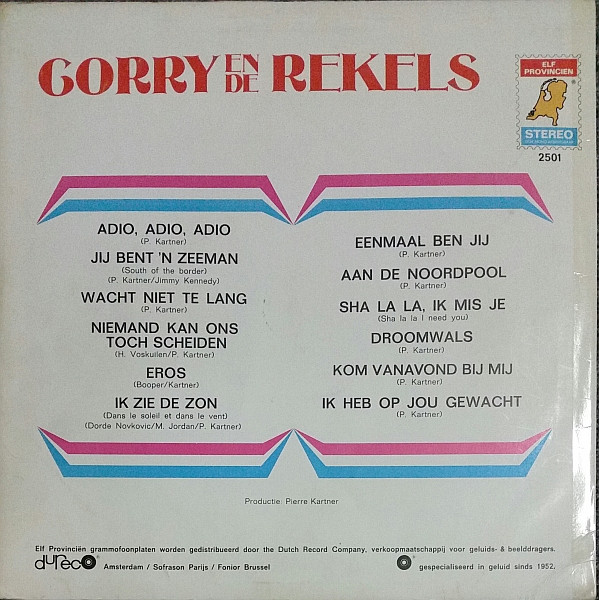 CORRY EN DE REKELS
ELF
PROVINCIEN
STEREO
2501
ADIO, ADIO, ADIO
(P. Kartner)
JIJ BENT 'N ZEEMAN
(South of the border)
(P. Kartner/Jimmy Kennedy)
WACHT NIET TE LANG
(P. Kartner)
NIEMAND KAN ONS
TOCH SCHEIDEN
(H. Voskuilen/P. Kartner)
EROS
(Booper/Kartner)
IK ZIE DE ZON
(Dans le soleil et dans le vent)
(Dorde Novkovic/M. Jordan/P. Kartner)
EENMAAL BEN JIJ
(P. Kartner)
AAN DE NOORDPOOL
(P. Kartner)
SHA LA LA, IK MIS JE
(Sha la la I need you)
DROOMWALS
(P. Kartner)
KOM VANAVOND BIJ MIJ
(P. Kartner)
IK HEB OP JOU GEWACHT
(P. Kartner)
Productie: Pierre Kartner
Elf Provinciën grammofoonplaten worden gedistribueerd door the Dutch Record Company, verkoopmaatschappij voor geluids- & beelddragers.
dureco Amsterdam / Sofrason Parijs / Fonior Brussel
gespecialiseerd in geluid sinds 1952.